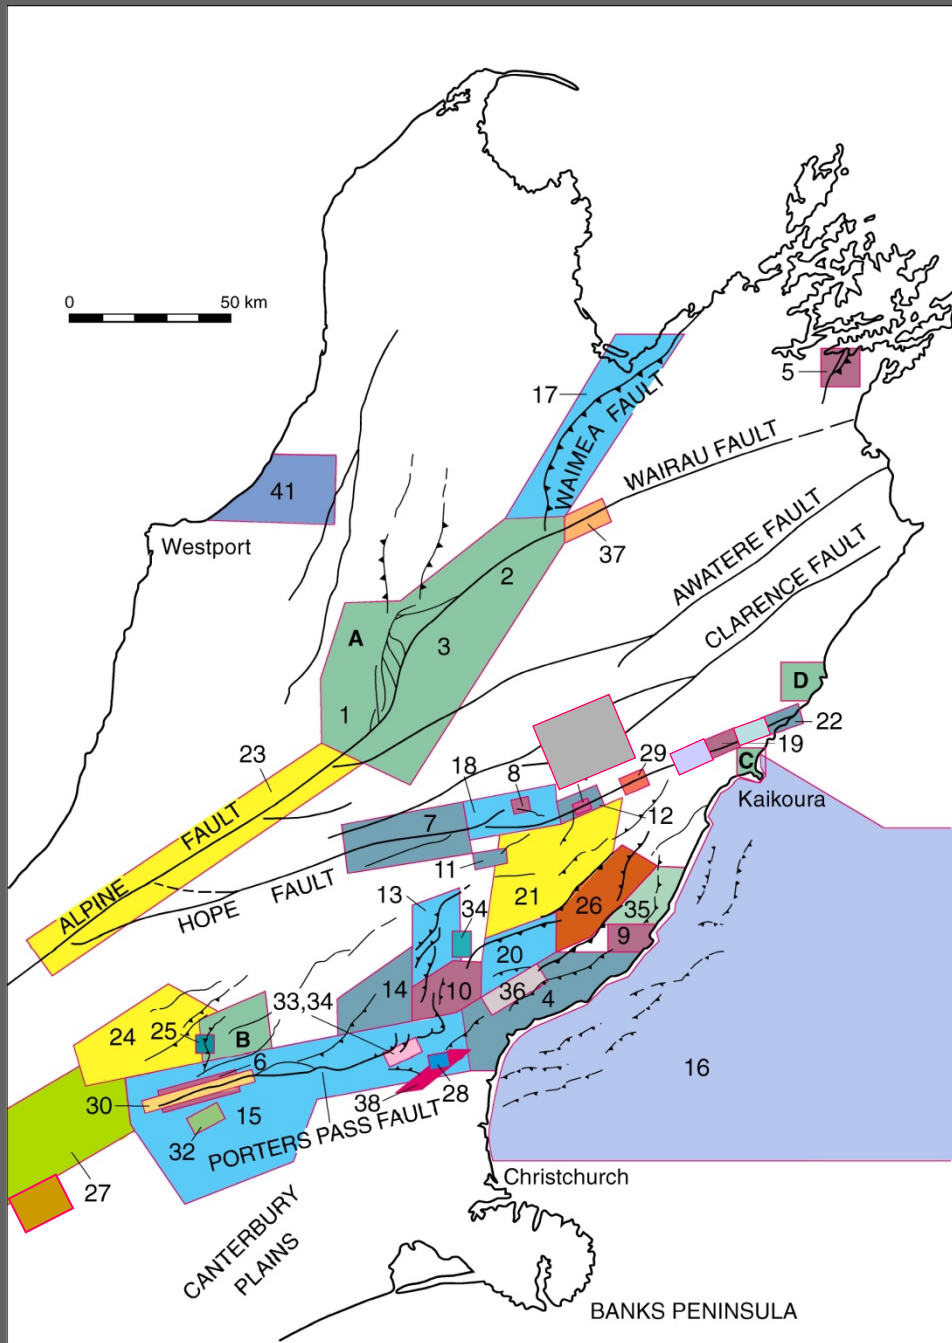 0 50 km
5
17
WAIMEA FAULT
WAIRAU FAULT
41
Westport
37
AWATERE FAULT
2
CLARENCE FAULT
A
3
D
1
22
23
19
C
29
18
8
Kaikoura
7
12
11
ALPINE FAULT
HOPE FAULT
13
34
21
26
35
9
20
10
36
14
4
33,34
24
25
B
6
16
30
15
28
38
32
PORTERS PASS FAULT
27
Christchurch
CANTERBURY
PLAINS
BANKS PENINSULA